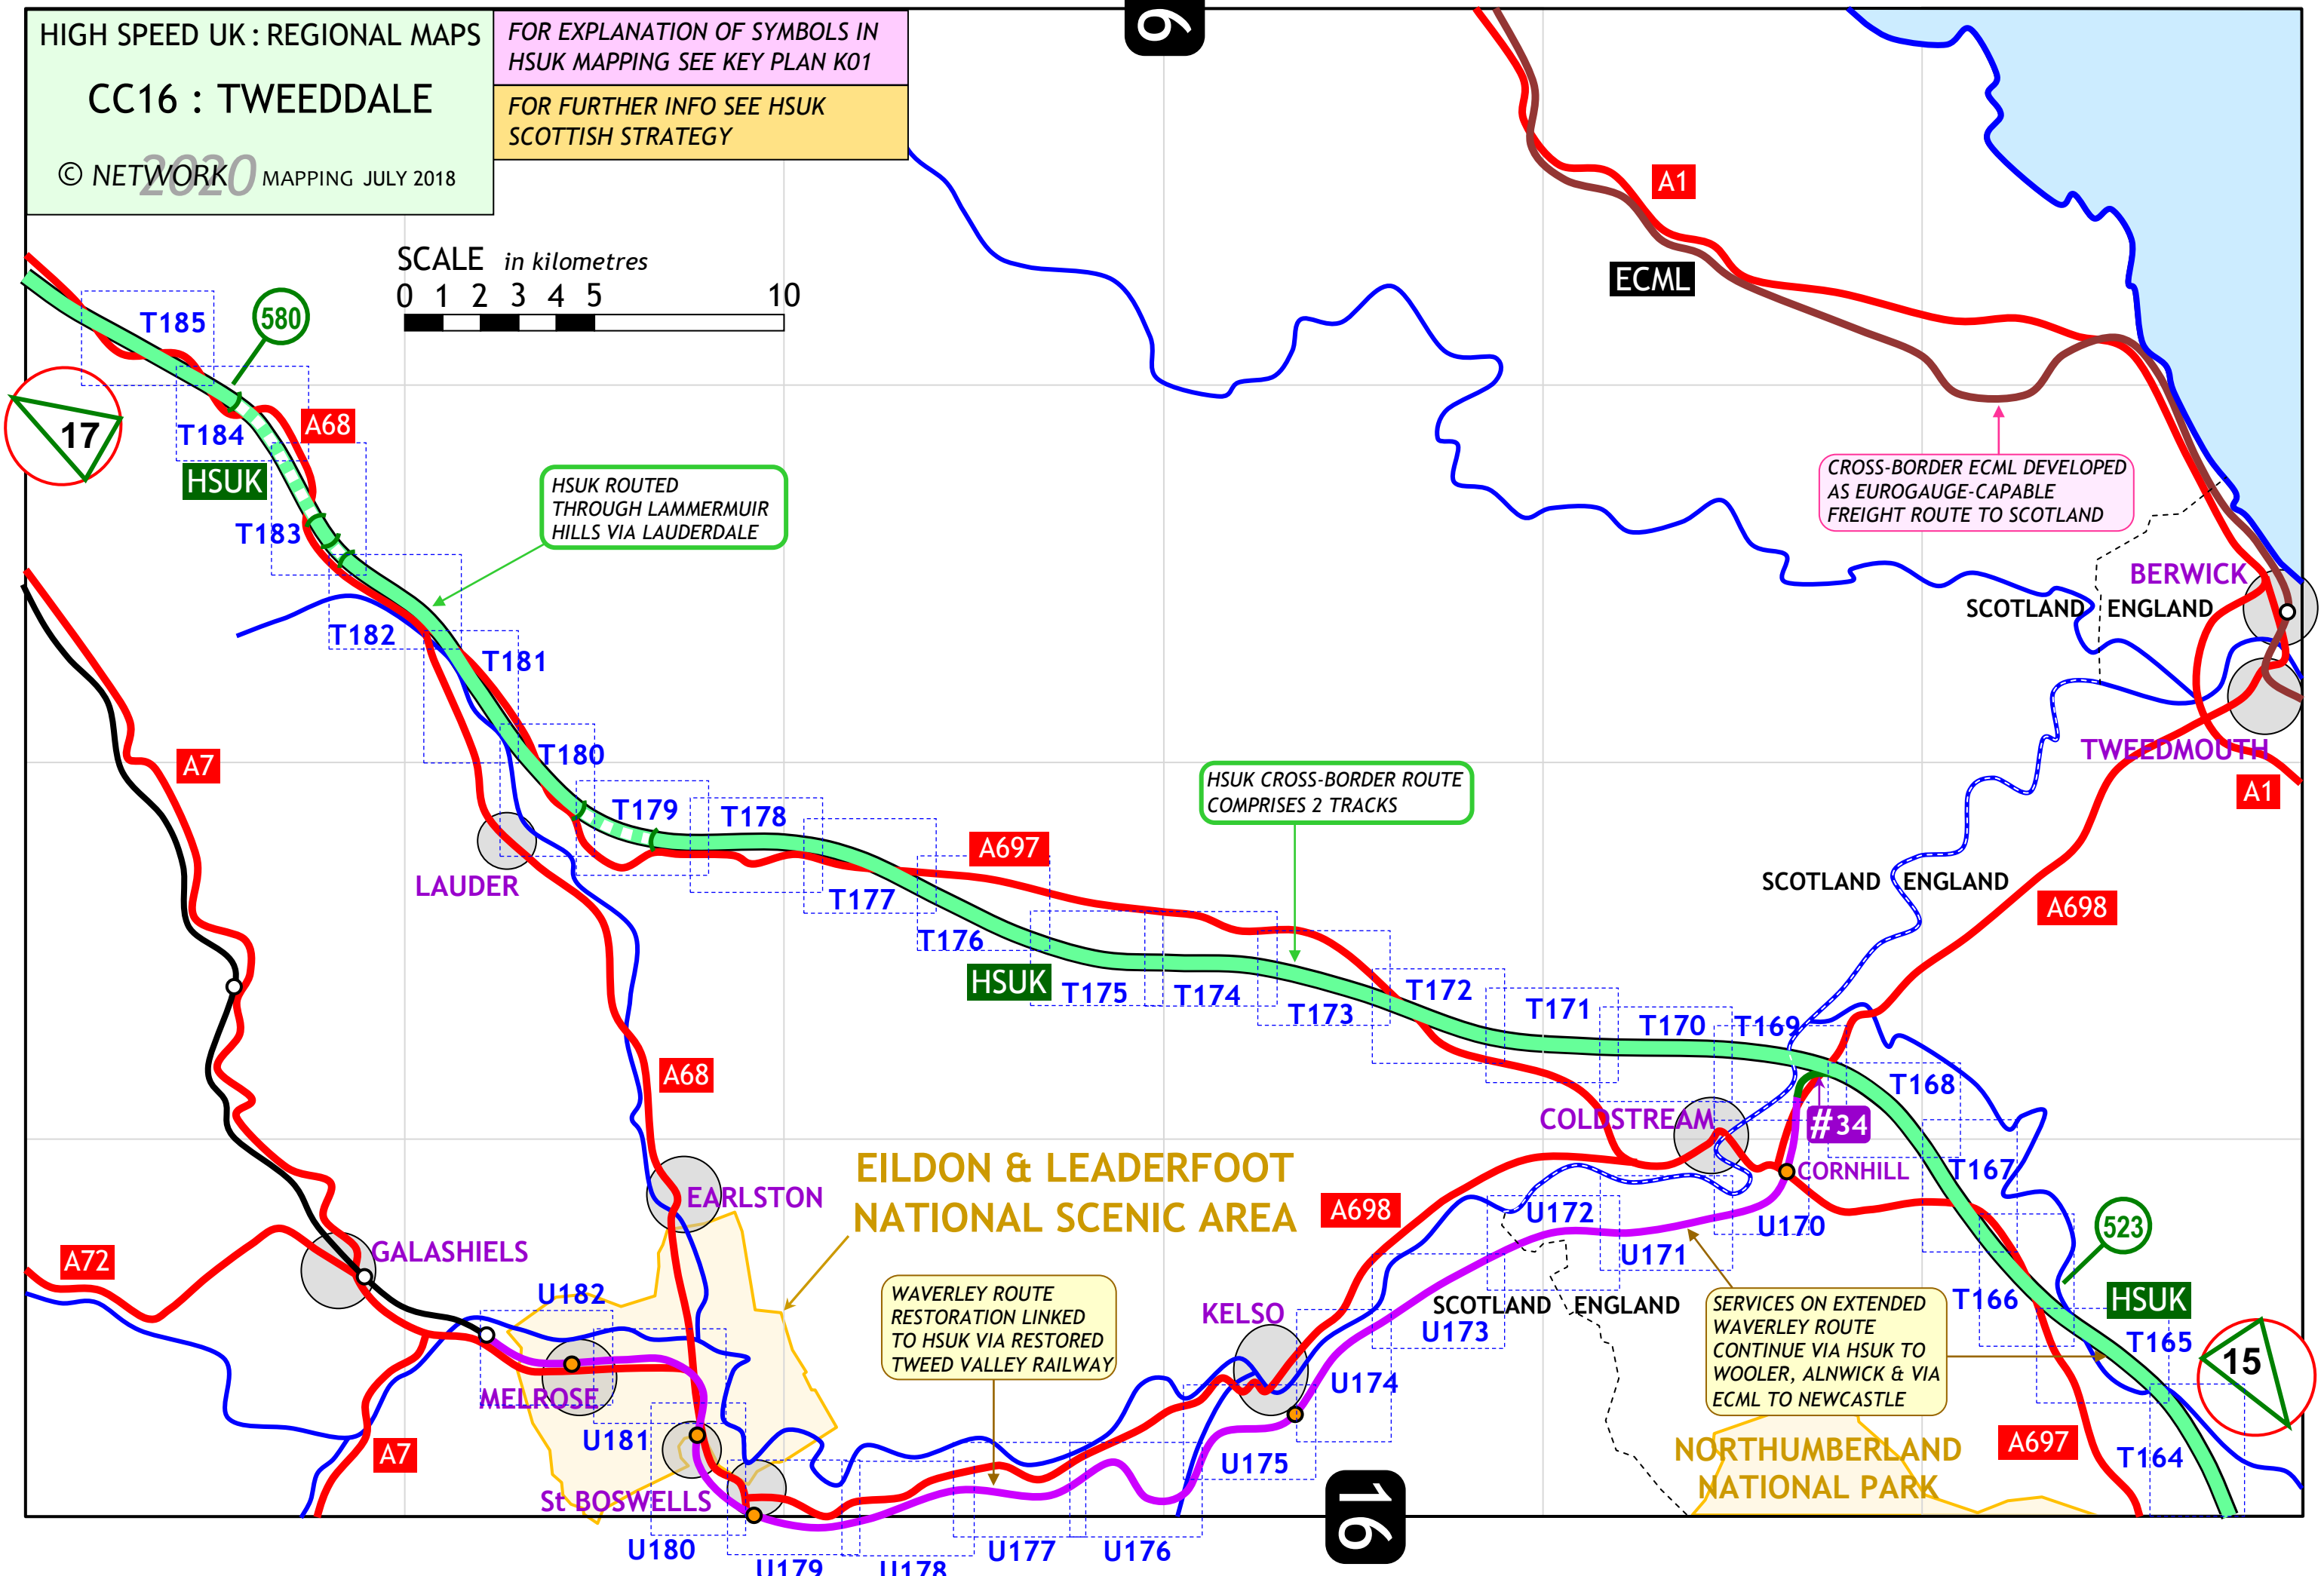 HIGH SPEED UK : REGIONAL MAPS
CC16 : TWEEDDALE
© NETWORK 2020 MAPPING JULY 2018
FOR EXPLANATION OF SYMBOLS IN
HSUK MAPPING SEE KEY PLAN K01
FOR FURTHER INFO SEE HSUK
SCOTTISH STRATEGY
9
SCALE in kilometres
0 1 2 3 4 5 10
A1
ECML
T185
580
17
T184
A68
HSUK
T183
HSUK ROUTED
THROUGH LAMMERMUIR
HILLS VIA LAUDERDALE
CROSS-BORDER ECML DEVELOPED
AS EUROGAUGE-CAPABLE
FREIGHT ROUTE TO SCOTLAND
BERWICK
SCOTLAND ENGLAND
T182
T181
TWEEDMOUTH
A1
A7
T180
T179
T178
HSUK CROSS-BORDER ROUTE
COMPRISES 2 TRACKS
A697
LAUDER
T177
T176
SCOTLAND ENGLAND
A698
HSUK
T175
T174
T173
T172
T171
T170
T169
T168
A68
COLDSTREAM
#34
CORNHILL
T167
EILDON & LEADERFOOT
NATIONAL SCENIC AREA
EARLSTON
A698
U172
U170
U171
523
GALASHIELS
A72
U182
WAVERLEY ROUTE
RESTORATION LINKED
TO HSUK VIA RESTORED
TWEED VALLEY RAILWAY
KELSO
SCOTLAND ENGLAND
U173
SERVICES ON EXTENDED
WAVERLEY ROUTE
CONTINUE VIA HSUK TO
WOOLER, ALNWICK & VIA
ECML TO NEWCASTLE
T166
HSUK
T165
15
MELROSE
U174
U181
A7
U175
NORTHUMBERLAND
NATIONAL PARK
A697
T164
St BOSWELLS
16
U180
U179
U178
U177
U176